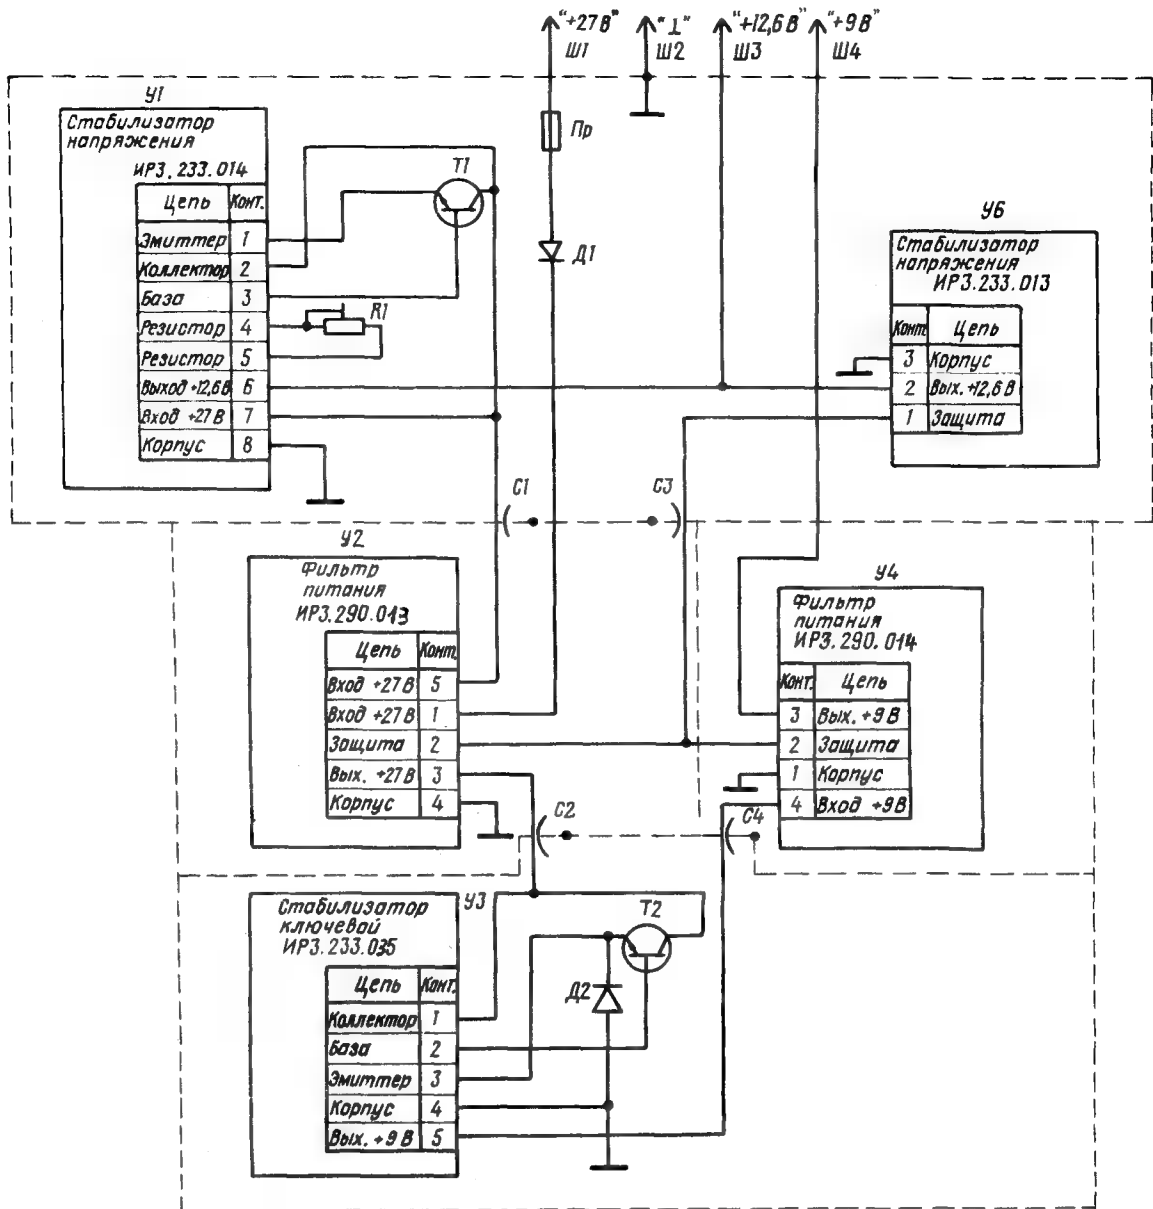 "+27 В" "⊥" "+12,6 В" "+9 В"
Ш1 Ш2 Ш3 Ш4
У1
Стабилизатор
напряжения
ИР3.233.014
Цепь Конт.
Эмиттер 1
Коллектор 2
База 3
Резистор 4
Резистор 5
Выход +12,6 В 6
Вход +27 В 7
Корпус 8
Т1
R1
Пр
Д1
У6
Стабилизатор
напряжения
ИР3.233.013
Конт Цепь
3 Корпус
2 Вых. +12,6 В
1 Защита
С1 С3
У2
Фильтр
питания
ИР3.290.013
Цепь Конт.
Вход +27 В 5
Вход +27 В 1
Защита 2
Вых. +27 В 3
Корпус 4
У4
Фильтр
питания
ИР3.290.014
Конт. Цепь
3 Вых. +9 В
2 Защита
1 Корпус
4 Вход +9 В
С2 С4
У3
Стабилизатор
ключевой
ИР3.233.035
Цепь Конт.
Коллектор 1
База 2
Эмиттер 3
Корпус 4
Вых. +9 В 5
Т2
Д2